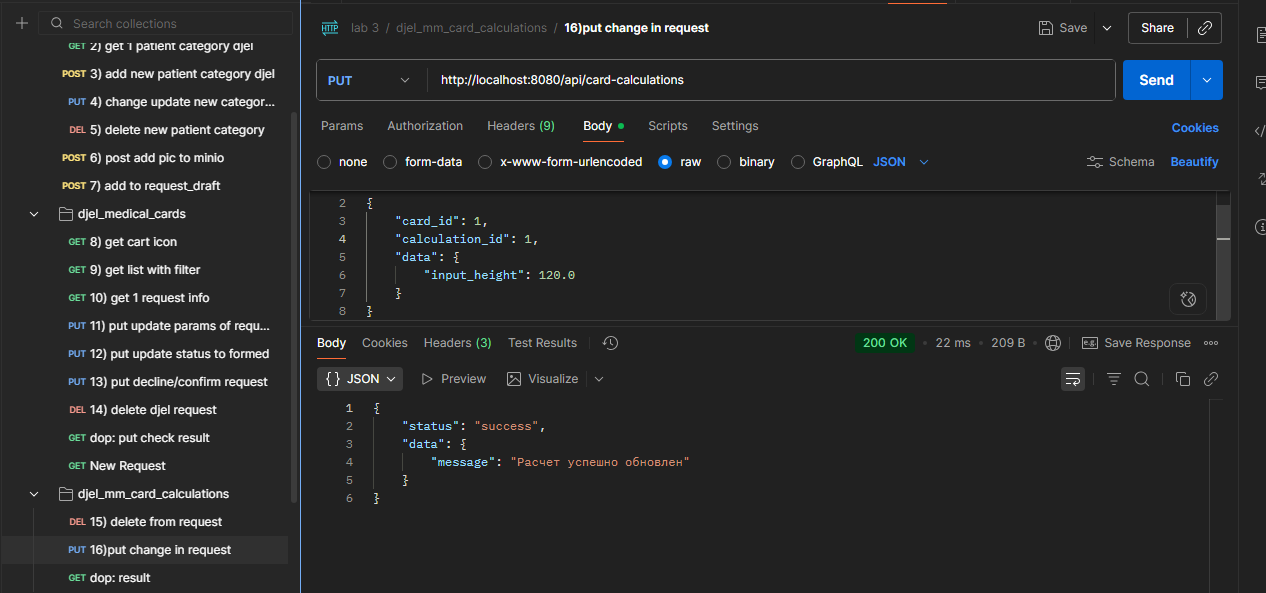 Search collections
GET 2) get 1 patient category djel
POST 3) add new patient category djel
PUT 4) change update new categor...
DEL 5) delete new patient category
POST 6) post add pic to minio
POST 7) add to request_draft
djel_medical_cards
GET 8) get cart icon
GET 9) get list with filter
GET 10) get 1 request info
PUT 11) put update params of requ...
PUT 12) put update status to formed
PUT 13) put decline/confirm request
DEL 14) delete djel request
GET dop: put check result
GET New Request
djel_mm_card_calculations
DEL 15) delete from request
PUT 16)put change in request
GET dop: result
HTTP lab 3 / djel_mm_card_calculations / 16)put change in request
Save Share
PUT http://localhost:8080/api/card-calculations Send
Params Authorization Headers (9) Body Scripts Settings Cookies
none form-data x-www-form-urlencoded raw binary GraphQL JSON Schema Beautify
2 {
3 "card_id": 1,
4 "calculation_id": 1,
5 "data": {
6 "input_height": 120.0
7 }
8 }
Body Cookies Headers (3) Test Results 200 OK • 22 ms • 209 B • e.g. Save Response
{} JSON Preview Visualize
1 {
2 "status": "success",
3 "data": {
4 "message": "Расчет успешно обновлен"
5 }
6 }